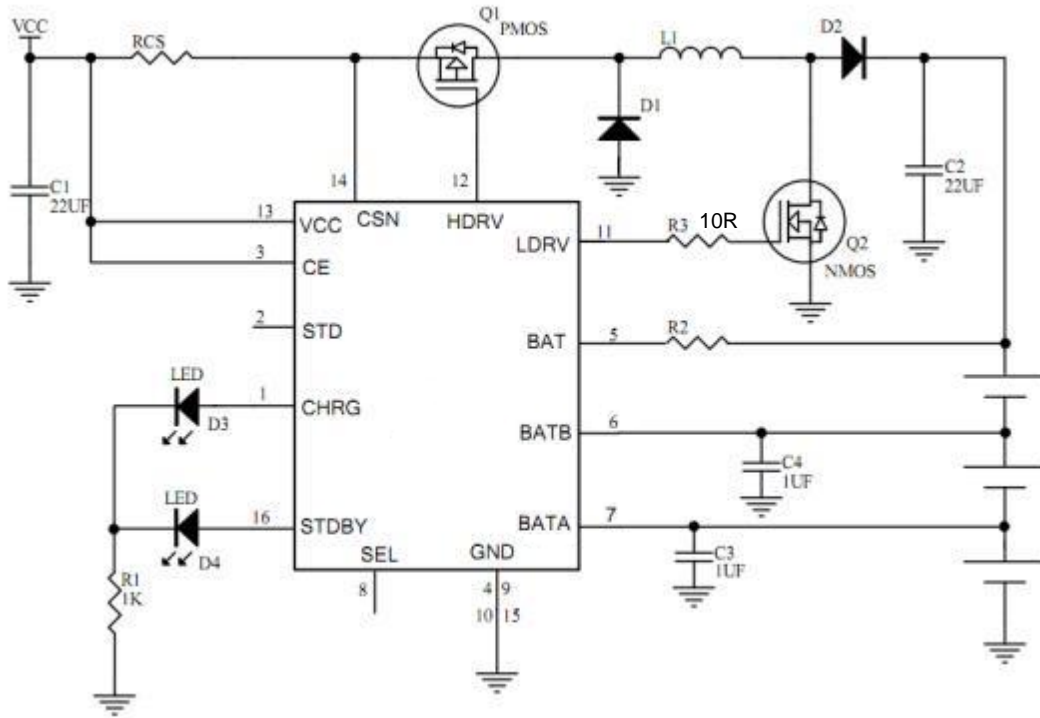 VCC
RCS
Q1
PMOS
L1
D2
D1
C1
22UF
C2
22UF
14
12
13
VCC
CSN
HDRV
LDRV
11
R3
10R
Q2
NMOS
3
CE
2
STD
BAT
5
R2
LED
1
CHRG
D3
BATB
6
C4
1UF
LED
16
STDBY
D4
BATA
7
SEL
GND
C3
1UF
R1
1K
8
4 9
10 15